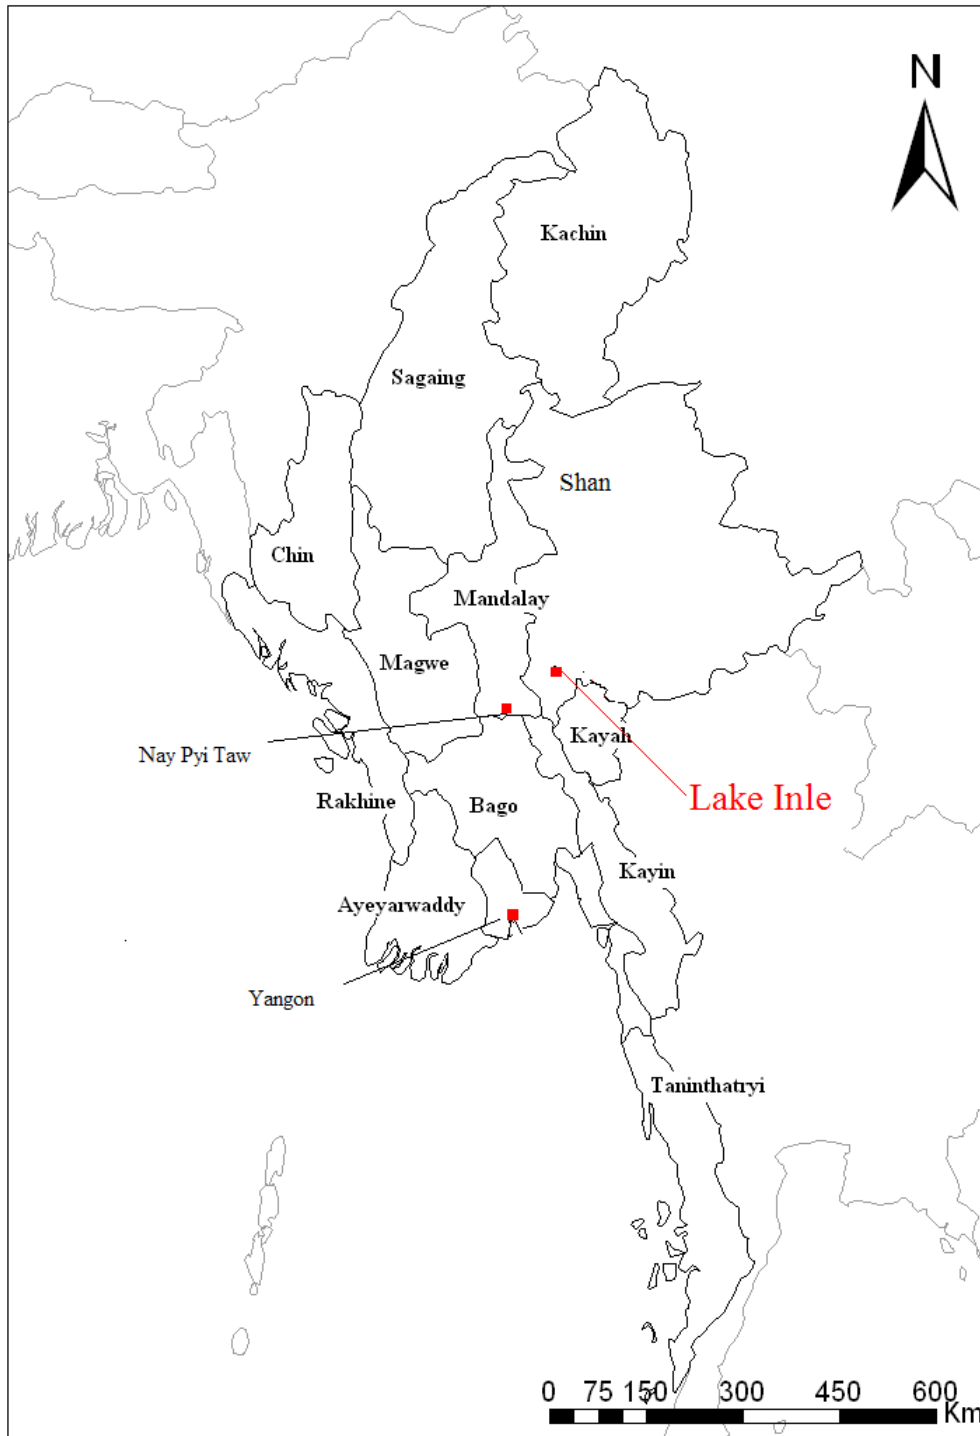 N
Kachin
Sagaing
Shan
Chin
Mandalay
Magwe
Nay Pyi Taw
Kayah
Rakhine
Bago
Lake Inle
Kayin
Ayeyarwaddy
Yangon
Taninthatryi
0 75 150 300 450 600
Km